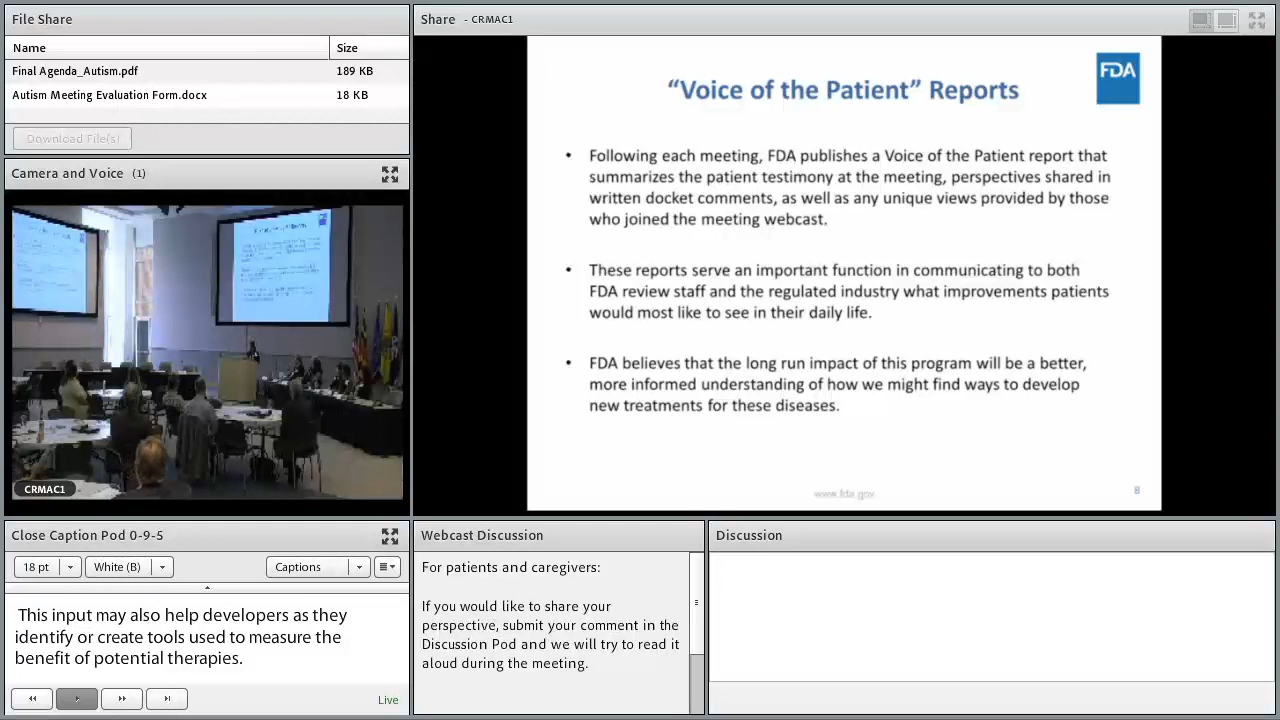 File Share
Name Size
Final Agenda_Autism.pdf 189 KB
Autism Meeting Evaluation Form.docx 18 KB
Download File(s)
Camera and Voice (1)
CRMAC1
Share - CRMAC1
FDA
“Voice of the Patient” Reports
• Following each meeting, FDA publishes a Voice of the Patient report that
summarizes the patient testimony at the meeting, perspectives shared in
written docket comments, as well as any unique views provided by those
who joined the meeting webcast.
• These reports serve an important function in communicating to both
FDA review staff and the regulated industry what improvements patients
would most like to see in their daily life.
• FDA believes that the long run impact of this program will be a better,
more informed understanding of how we might find ways to develop
new treatments for these diseases.
www.fda.gov
8
Close Caption Pod 0-9-5
18 pt White (B) Captions
This input may also help developers as they
identify or create tools used to measure the
benefit of potential therapies.
Live
Webcast Discussion
For patients and caregivers:
If you would like to share your
perspective, submit your comment in the
Discussion Pod and we will try to read it
aloud during the meeting.
Discussion